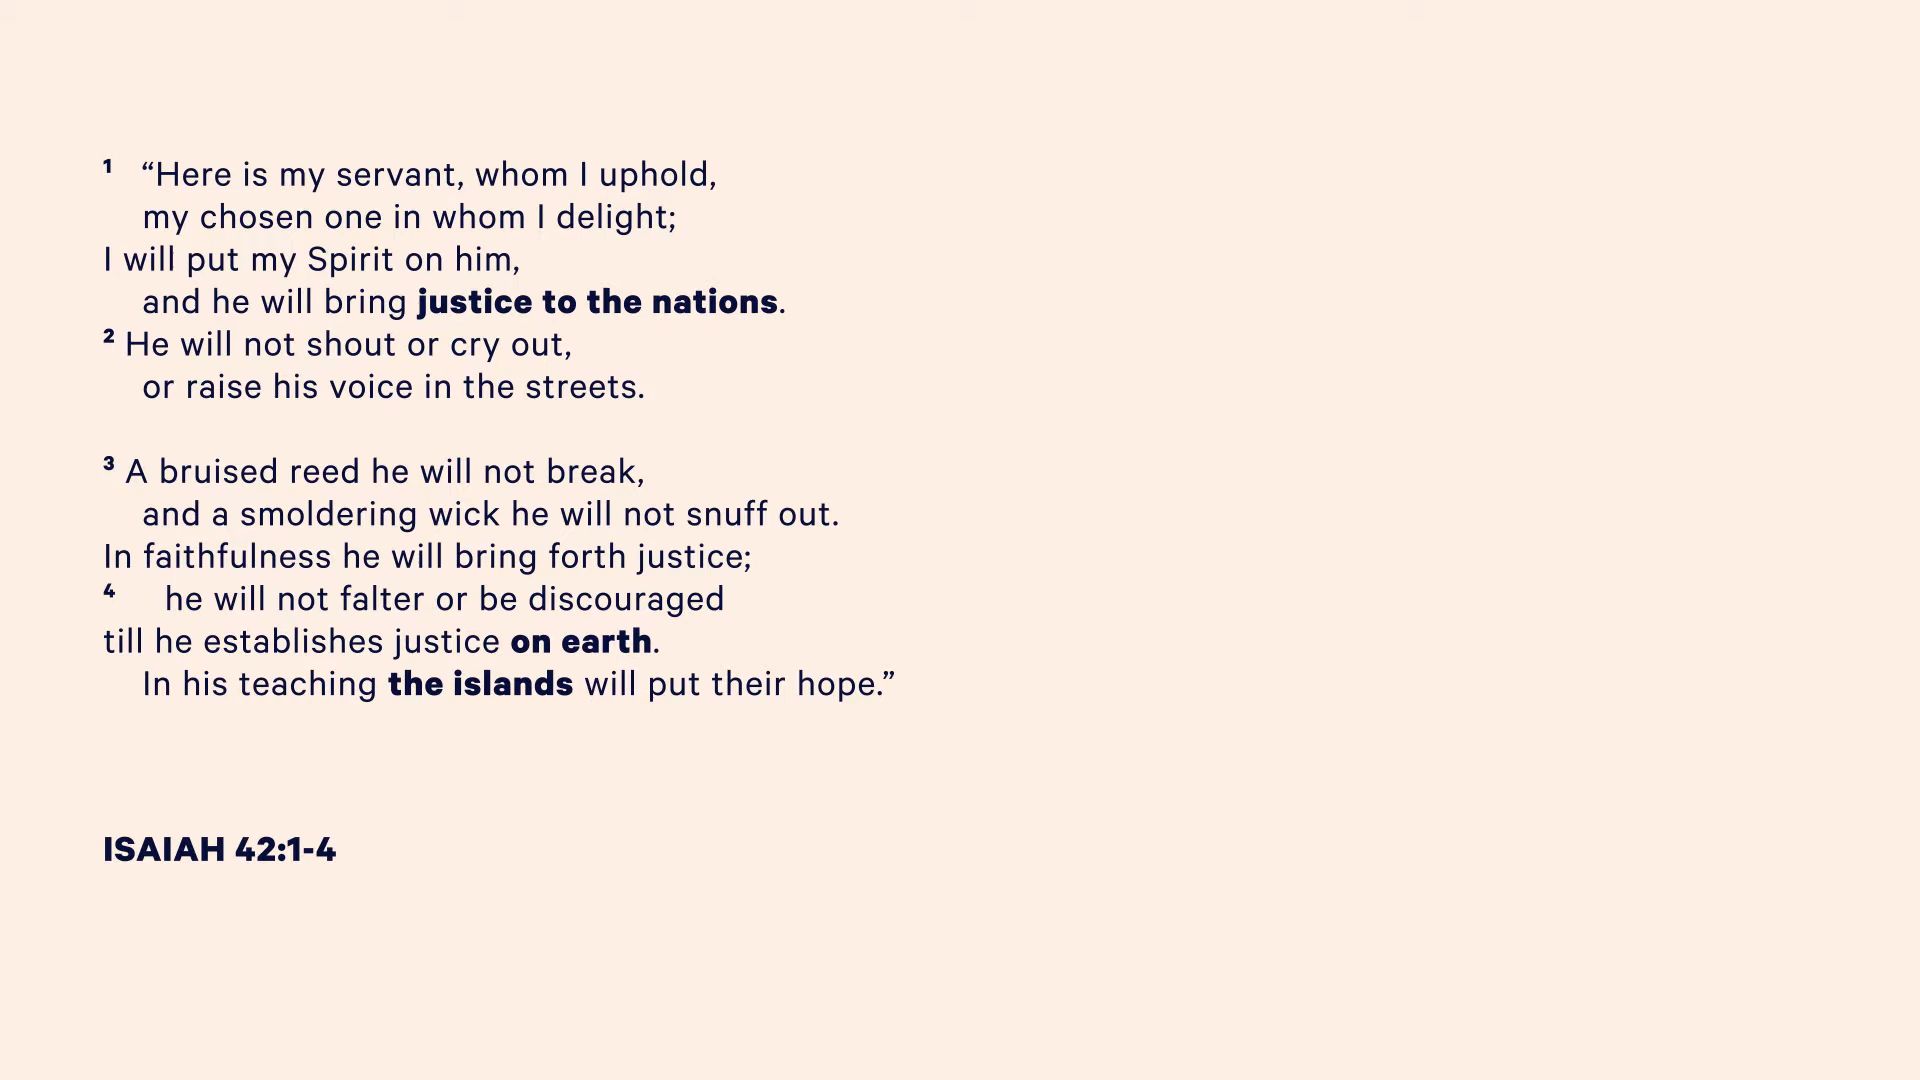 1 “Here is my servant, whom I uphold,
my chosen one in whom I delight;
I will put my Spirit on him,
and he will bring justice to the nations.
2 He will not shout or cry out,
or raise his voice in the streets.
3 A bruised reed he will not break,
and a smoldering wick he will not snuff out.
In faithfulness he will bring forth justice;
4 he will not falter or be discouraged
till he establishes justice on earth.
In his teaching the islands will put their hope.”
ISAIAH 42:1-4